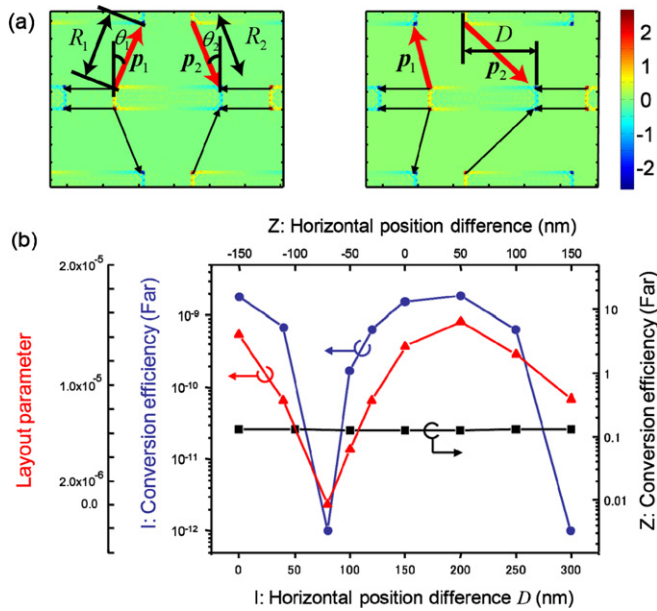 (a)
R1 θ1 p1 p2 θ2 R2
p1 D p2
2
1
0
-1
-2
(b)
Z: Horizontal position difference (nm)
-150 -100 -50 0 50 100 150
2.0x10-5
1.0x10-5
2.0x10-6
0.0
Layout parameter
10-9
10-10
10-11
10-12
I: Conversion efficiency (Far)
10
1
0.1
0.01
Z: Conversion efficiency (Far)
0 50 100 150 200 250 300
I: Horizontal position difference D (nm)